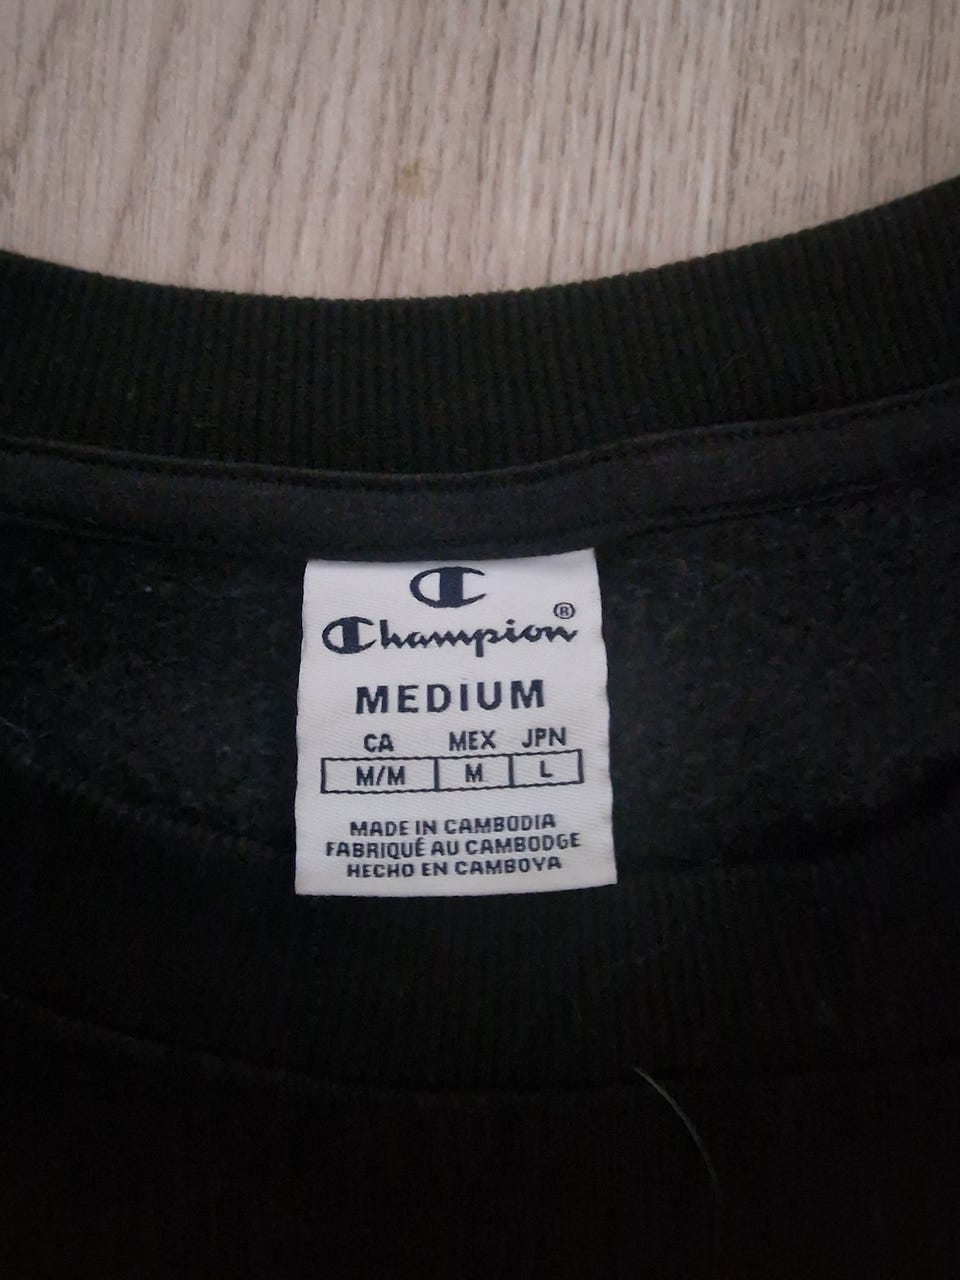 C
Champion®
MEDIUM
CA MEX JPN
M/M M L
MADE IN CAMBODIA
FABRIQUÉ AU CAMBODGE
HECHO EN CAMBOYA